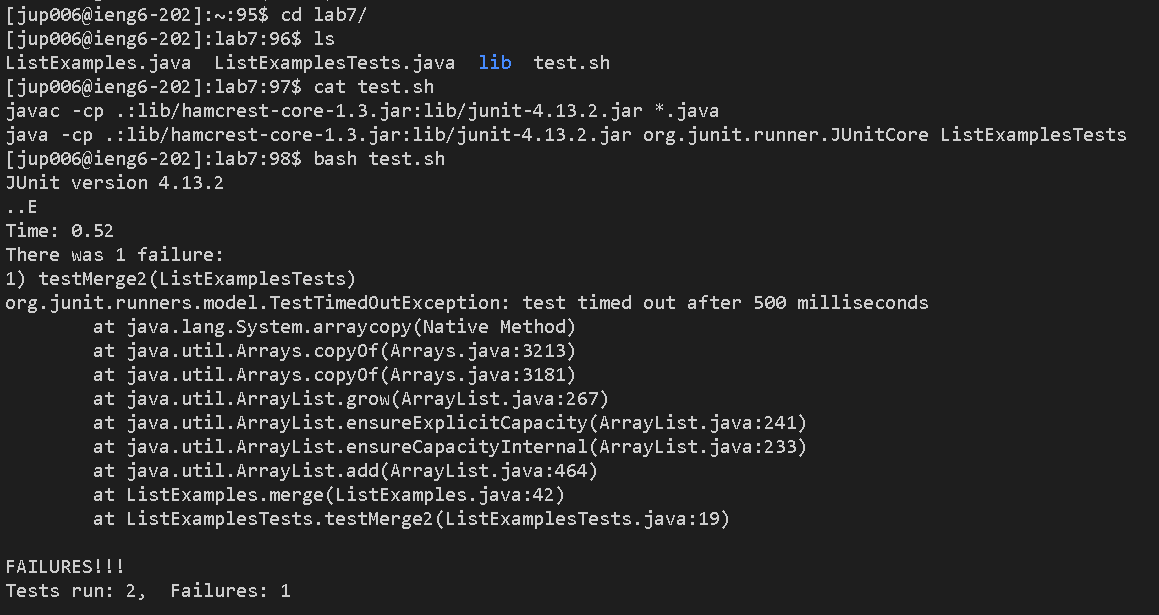 [jup006@ieng6-202]:~:95$ cd lab7/
[jup006@ieng6-202]:lab7:96$ ls
ListExamples.java  ListExamplesTests.java  lib  test.sh
[jup006@ieng6-202]:lab7:97$ cat test.sh
javac -cp .:lib/hamcrest-core-1.3.jar:lib/junit-4.13.2.jar *.java
java -cp .:lib/hamcrest-core-1.3.jar:lib/junit-4.13.2.jar org.junit.runner.JUnitCore ListExamplesTests
[jup006@ieng6-202]:lab7:98$ bash test.sh
JUnit version 4.13.2
..E
Time: 0.52
There was 1 failure:
1) testMerge2(ListExamplesTests)
org.junit.runners.model.TestTimedOutException: test timed out after 500 milliseconds
        at java.lang.System.arraycopy(Native Method)
        at java.util.Arrays.copyOf(Arrays.java:3213)
        at java.util.Arrays.copyOf(Arrays.java:3181)
        at java.util.ArrayList.grow(ArrayList.java:267)
        at java.util.ArrayList.ensureExplicitCapacity(ArrayList.java:241)
        at java.util.ArrayList.ensureCapacityInternal(ArrayList.java:233)
        at java.util.ArrayList.add(ArrayList.java:464)
        at ListExamples.merge(ListExamples.java:42)
        at ListExamplesTests.testMerge2(ListExamplesTests.java:19)

FAILURES!!!
Tests run: 2,  Failures: 1